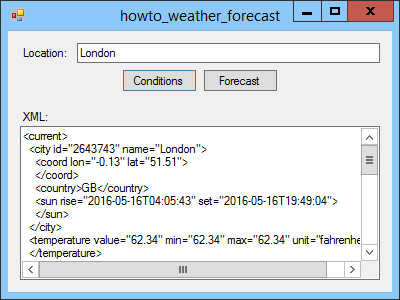 howto_weather_forecast
Location: London
Conditions Forecast
XML:
<current>
<city id="2643743" name="London">
<coord lon="-0.13" lat="51.51">
</coord>
<country>GB</country>
<sun rise="2016-05-16T04:05:43" set="2016-05-16T19:49:04">
</sun>
</city>
<temperature value="62.34" min="62.34" max="62.34" unit="fahrenhe
</temperature>